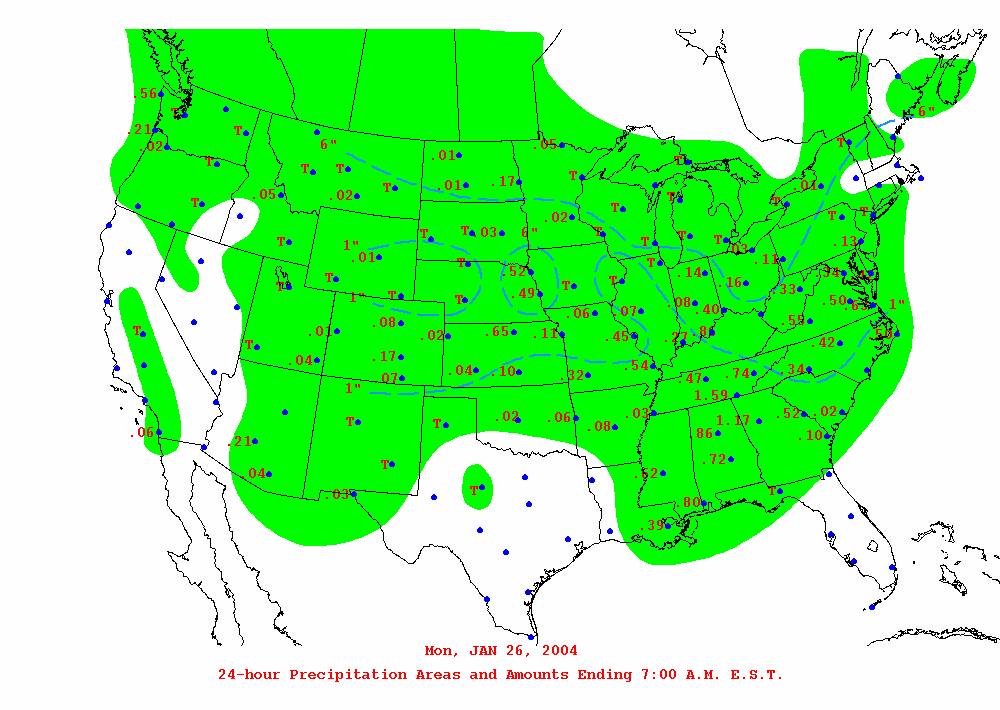 .56
T
.21
T
.02
T
6"
.01
.05
T
6"
T
T
T
T
.01
.17
T
.01
.05
T
.02
T
T
T
T
.02
T
T
T
T
1"
T
T
.03
6"
T
T
T
T
.03
.13
.01
T
.52
T
.14
.16
.11
.34
T
T
1"
T
T
.49
T
.08
.40
.33
.50
.63
1"
.01
.08
.02
.65
.11
.06
.07
.45
.27
.55
T
T
.04
.17
.07
.04
.10
.32
.54
.47
.74
.34
.42
1"
T
T
.02
.06
.08
.03
1.59
1.17
.52
.02
.06
.21
.04
T
.03
T
.52
.86
.72
.10
.80
T
.39
Mon, JAN 26, 2004
24-hour Precipitation Areas and Amounts Ending 7:00 A.M. E.S.T.